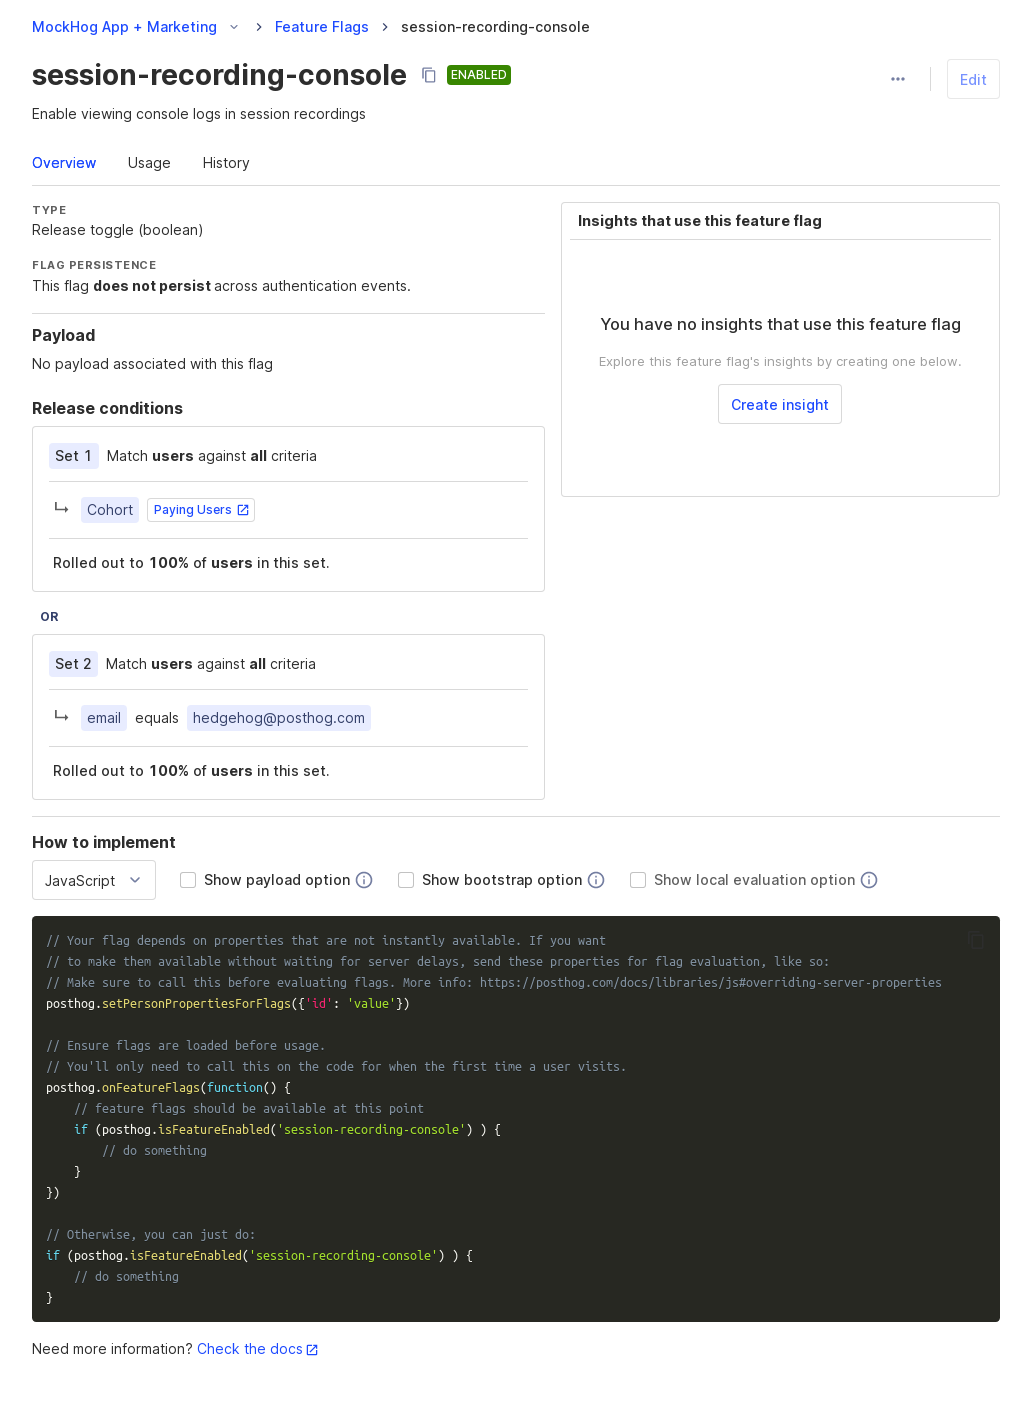 MockHog App + Marketing Feature Flags session-recording-console
session-recording-console ENABLED
Edit
Enable viewing console logs in session recordings
Overview Usage History
TYPE
Release toggle (boolean)
FLAG PERSISTENCE
This flag does not persist across authentication events.
Payload
No payload associated with this flag
Release conditions
Set 1 Match users against all criteria
Cohort Paying Users
Rolled out to 100% of users in this set.
OR
Set 2 Match users against all criteria
email equals hedgehog@posthog.com
Rolled out to 100% of users in this set.
Insights that use this feature flag
You have no insights that use this feature flag
Explore this feature flag's insights by creating one below.
Create insight
How to implement
JavaScript Show payload option Show bootstrap option Show local evaluation option
// Your flag depends on properties that are not instantly available. If you want
// to make them available without waiting for server delays, send these properties for flag evaluation, like so:
// Make sure to call this before evaluating flags. More info: https://posthog.com/docs/libraries/js#overriding-server-properties
posthog.setPersonPropertiesForFlags({'id': 'value'})
// Ensure flags are loaded before usage.
// You'll only need to call this on the code for when the first time a user visits.
posthog.onFeatureFlags(function() {
    // feature flags should be available at this point
    if (posthog.isFeatureEnabled('session-recording-console') ) {
        // do something
    }
})
// Otherwise, you can just do:
if (posthog.isFeatureEnabled('session-recording-console') ) {
    // do something
}
Need more information? Check the docs